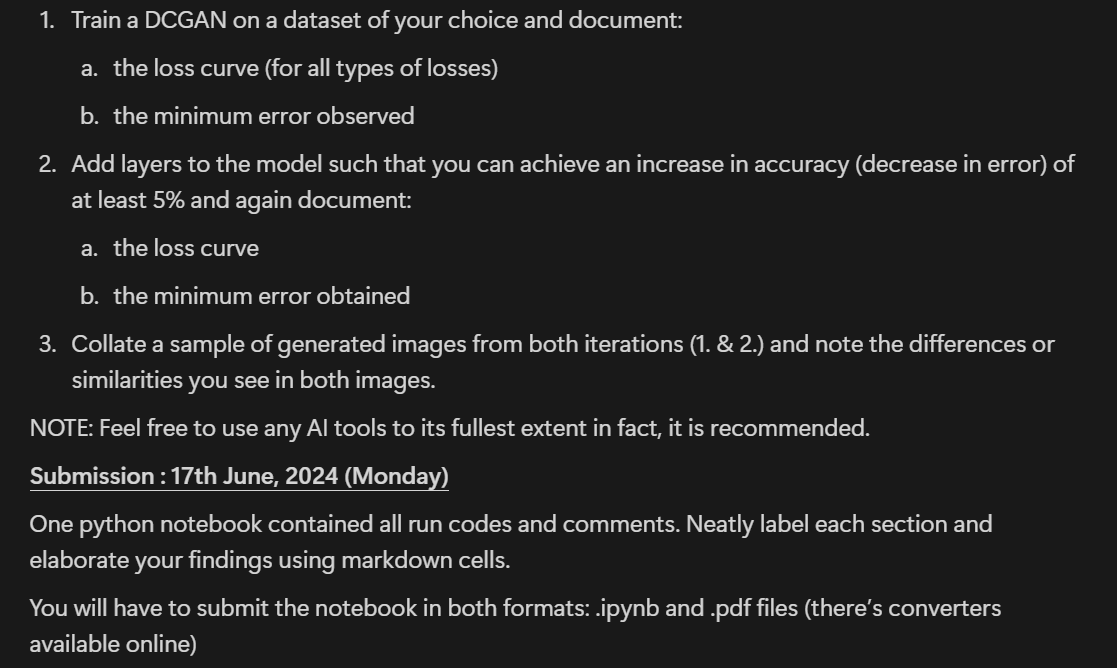 1. Train a DCGAN on a dataset of your choice and document:
a. the loss curve (for all types of losses)
b. the minimum error observed
2. Add layers to the model such that you can achieve an increase in accuracy (decrease in error) of
at least 5% and again document:
a. the loss curve
b. the minimum error obtained
3. Collate a sample of generated images from both iterations (1. & 2.) and note the differences or
similarities you see in both images.
NOTE: Feel free to use any AI tools to its fullest extent in fact, it is recommended.
Submission : 17th June, 2024 (Monday)
One python notebook contained all run codes and comments. Neatly label each section and
elaborate your findings using markdown cells.
You will have to submit the notebook in both formats: .ipynb and .pdf files (there’s converters
available online)